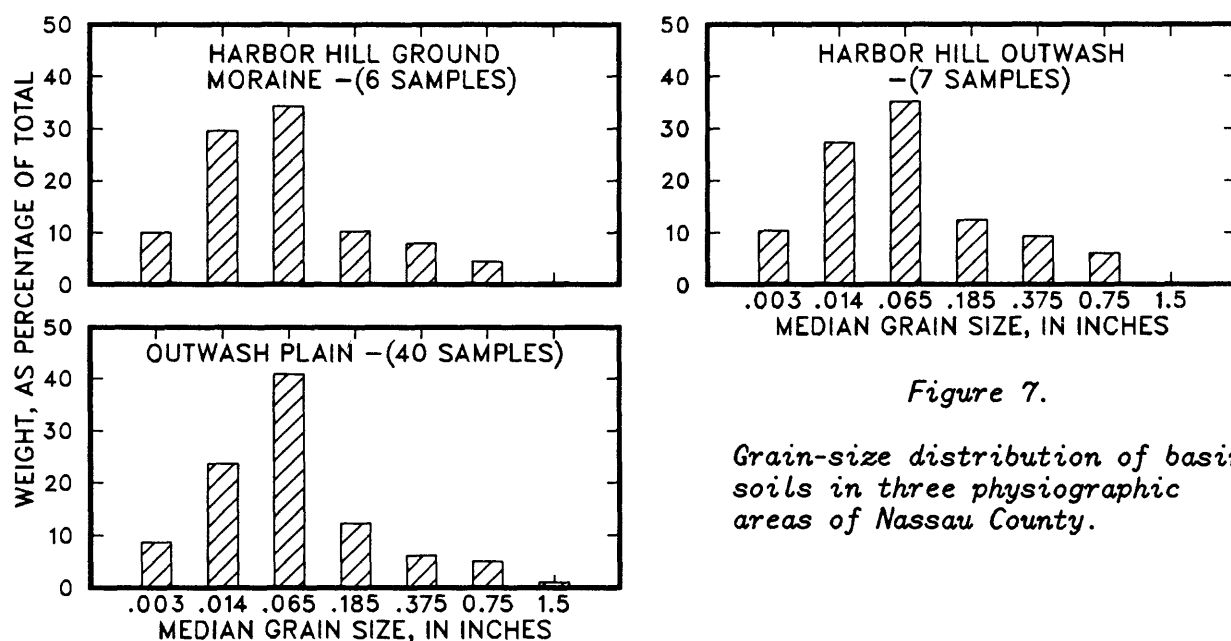 WEIGHT, AS PERCENTAGE OF TOTAL
50
40
30
20
10
0
HARBOR HILL GROUND
MORAINE –(6 SAMPLES)
50
40
30
20
10
0
HARBOR HILL OUTWASH
–(7 SAMPLES)
.003 .014 .065 .185 .375 0.75 1.5
MEDIAN GRAIN SIZE, IN INCHES
50
40
30
20
10
0
OUTWASH PLAIN –(40 SAMPLES)
.003 .014 .065 .185 .375 0.75 1.5
MEDIAN GRAIN SIZE, IN INCHES
Figure 7.
Grain-size distribution of basi
soils in three physiographic
areas of Nassau County.